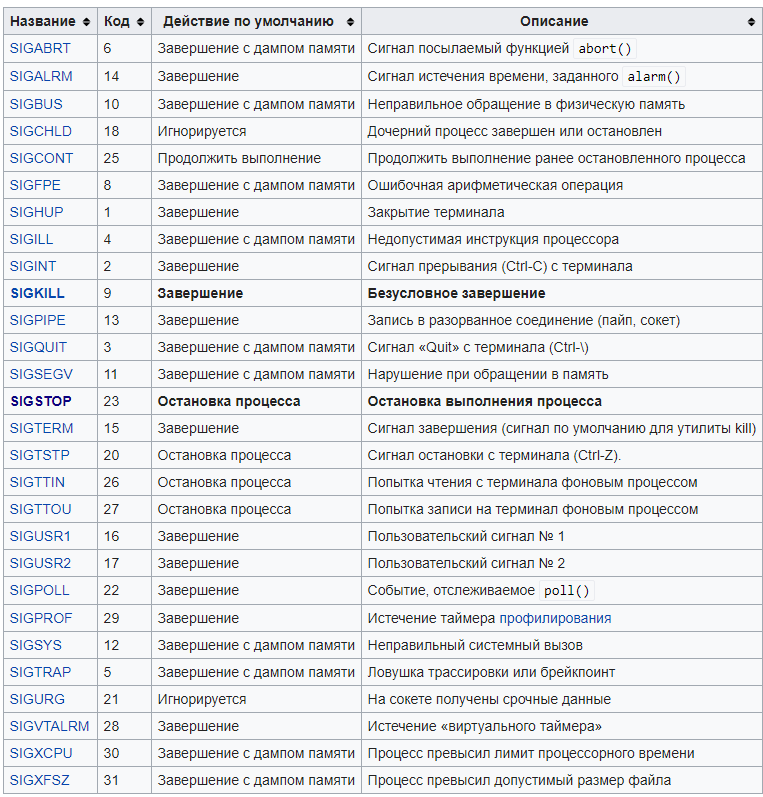 Название Код Действие по умолчанию Описание
SIGABRT 6 Завершение с дампом памяти Сигнал посылаемый функцией abort()
SIGALRM 14 Завершение Сигнал истечения времени, заданного alarm()
SIGBUS 10 Завершение с дампом памяти Неправильное обращение в физическую память
SIGCHLD 18 Игнорируется Дочерний процесс завершен или остановлен
SIGCONT 25 Продолжить выполнение Продолжить выполнение ранее остановленного процесса
SIGFPE 8 Завершение с дампом памяти Ошибочная арифметическая операция
SIGHUP 1 Завершение Закрытие терминала
SIGILL 4 Завершение с дампом памяти Недопустимая инструкция процессора
SIGINT 2 Завершение Сигнал прерывания (Ctrl-C) с терминала
SIGKILL 9 Завершение Безусловное завершение
SIGPIPE 13 Завершение Запись в разорванное соединение (пайп, сокет)
SIGQUIT 3 Завершение с дампом памяти Сигнал «Quit» с терминала (Ctrl-\)
SIGSEGV 11 Завершение с дампом памяти Нарушение при обращении в память
SIGSTOP 23 Остановка процесса Остановка выполнения процесса
SIGTERM 15 Завершение Сигнал завершения (сигнал по умолчанию для утилиты kill)
SIGTSTP 20 Остановка процесса Сигнал остановки с терминала (Ctrl-Z).
SIGTTIN 26 Остановка процесса Попытка чтения с терминала фоновым процессом
SIGTTOU 27 Остановка процесса Попытка записи на терминал фоновым процессом
SIGUSR1 16 Завершение Пользовательский сигнал № 1
SIGUSR2 17 Завершение Пользовательский сигнал № 2
SIGPOLL 22 Завершение Событие, отслеживаемое poll()
SIGPROF 29 Завершение Истечение таймера профилирования
SIGSYS 12 Завершение с дампом памяти Неправильный системный вызов
SIGTRAP 5 Завершение с дампом памяти Ловушка трассировки или брейкпоинт
SIGURG 21 Игнорируется На сокете получены срочные данные
SIGVTALRM 28 Завершение Истечение «виртуального таймера»
SIGXCPU 30 Завершение с дампом памяти Процесс превысил лимит процессорного времени
SIGXFSZ 31 Завершение с дампом памяти Процесс превысил допустимый размер файла